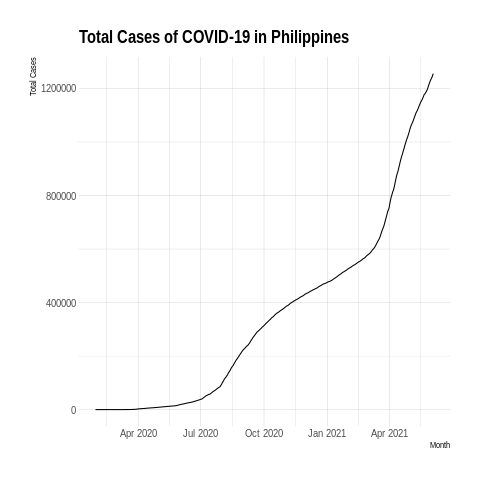 Total Cases of COVID-19 in Philippines
Total Cases
1200000
800000
400000
0
Apr 2020 Jul 2020 Oct 2020 Jan 2021 Apr 2021
Month